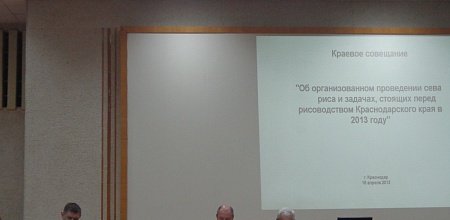 Краевое совещание
"Об организованном проведении сева
риса и задачах, стоящих перед
рисоводством Краснодарского края в
2013 году"
г. Краснодар